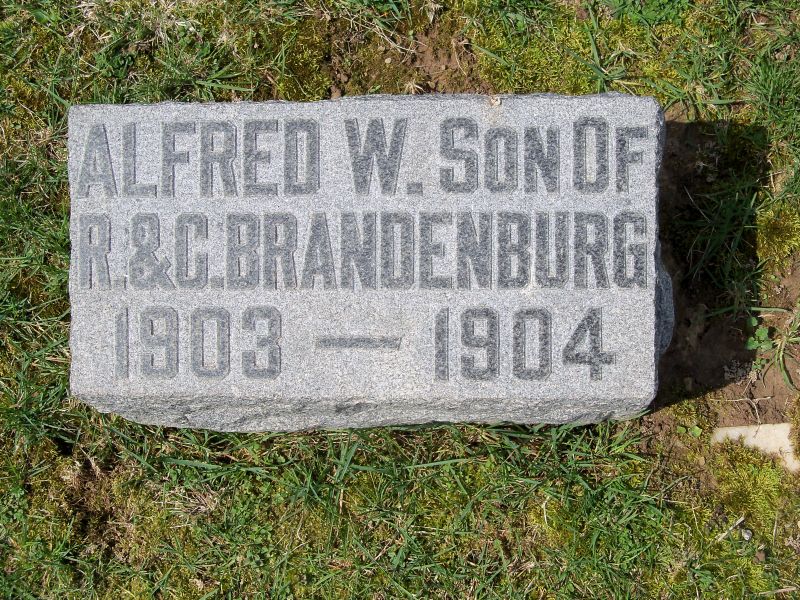 ALFRED W. SON OF
R. & C. BRANDENBURG
1903 — 1904